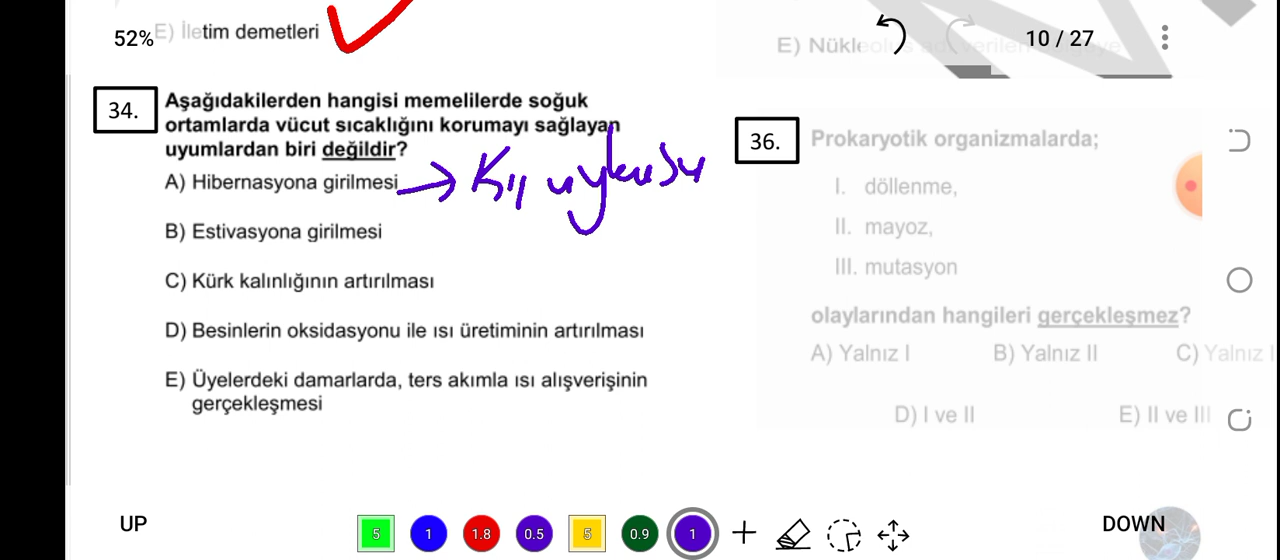 E) İletim demetleri
52%
E) Nükleolus adı verilen
10 / 27
34.
Aşağıdakilerden hangisi memelilerde soğuk
ortamlarda vücut sıcaklığını korumayı sağlayan
uyumlardan biri değildir?
A) Hibernasyona girilmesi
Kış uykusu
B) Estivasyona girilmesi
C) Kürk kalınlığının artırılması
D) Besinlerin oksidasyonu ile ısı üretiminin artırılması
E) Üyelerdeki damarlarda, ters akımla ısı alışverişinin
gerçekleşmesi
36.
Prokaryotik organizmalarda;
I. döllenme,
II. mayoz,
III. mutasyon
olaylarından hangileri gerçekleşmez?
A) Yalnız I
B) Yalnız II
C) Yalnız I
D) I ve II
E) II ve III
UP
5
1
1.8
0.5
5
0.9
1
DOWN